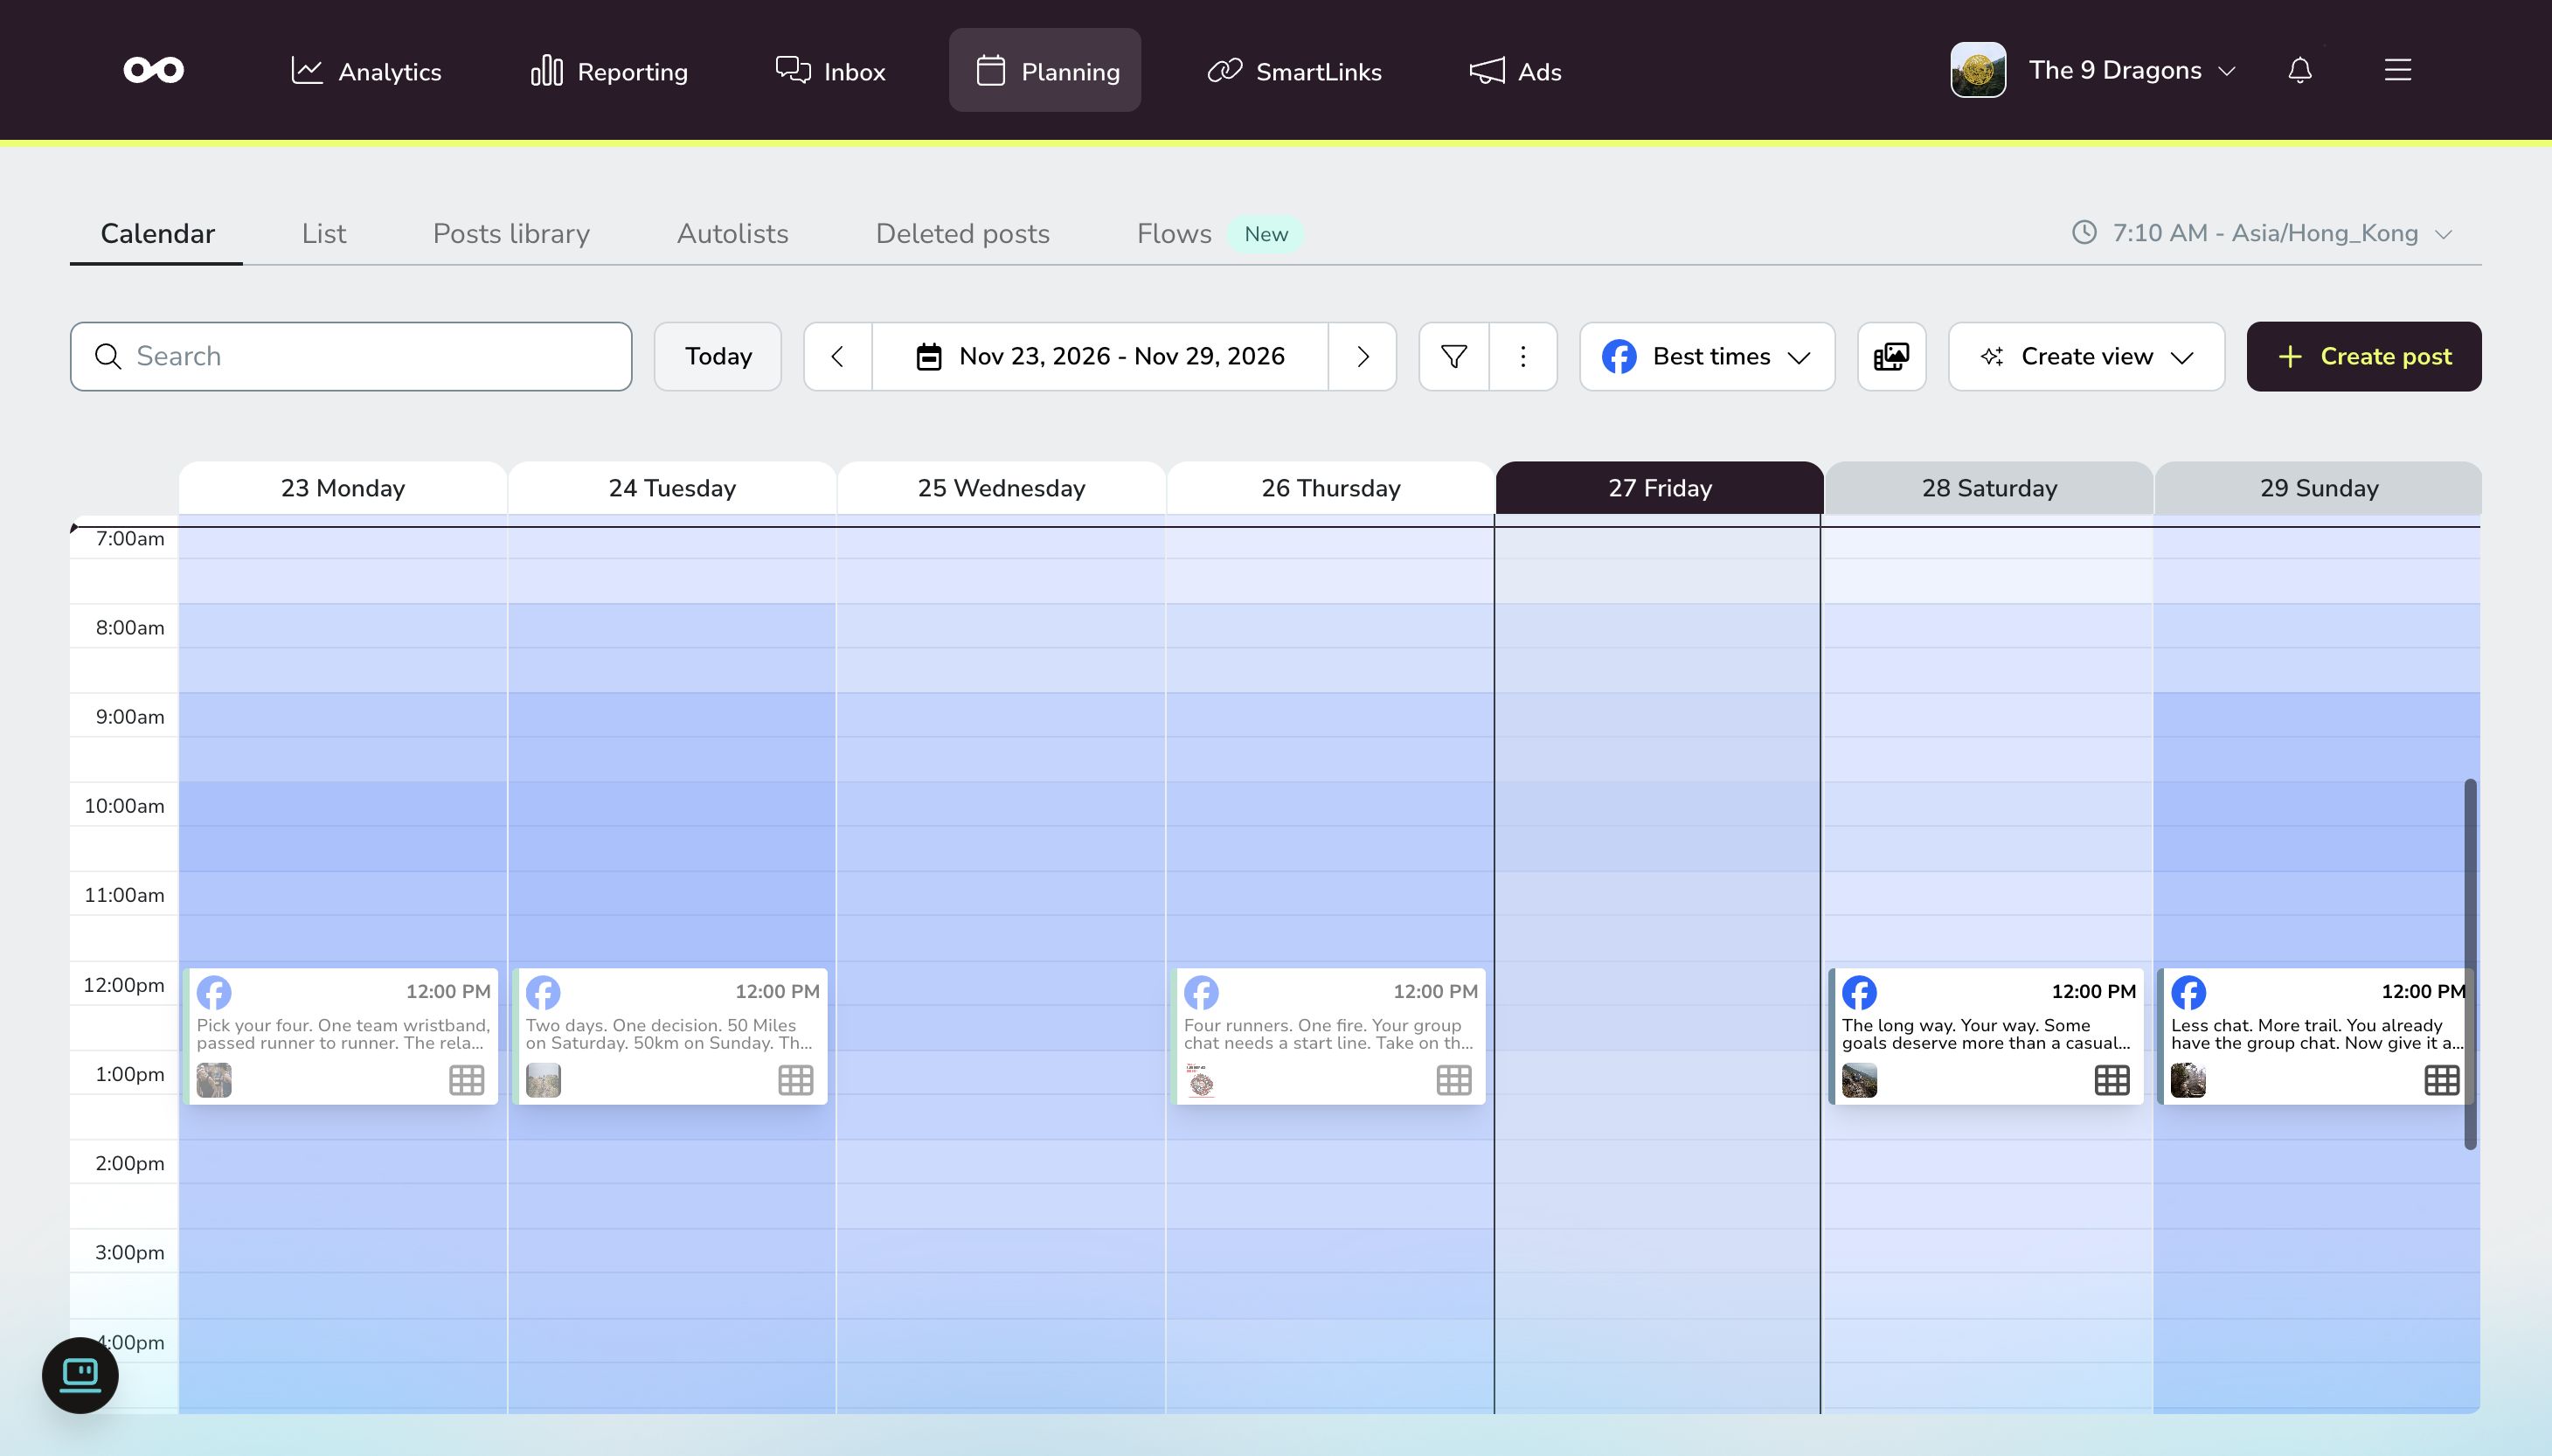 Analytics
Reporting
Inbox
Planning
SmartLinks
Ads
The 9 Dragons
Calendar
List
Posts library
Autolists
Deleted posts
Flows
New
7:10 AM - Asia/Hong_Kong
Search
Today
Nov 23, 2026 - Nov 29, 2026
Best times
Create view
Create post
23 Monday
24 Tuesday
25 Wednesday
26 Thursday
27 Friday
28 Saturday
29 Sunday
7:00am
8:00am
9:00am
10:00am
11:00am
12:00pm
1:00pm
2:00pm
3:00pm
4:00pm
12:00 PM
Pick your four. One team wristband,
passed runner to runner. The rela...
12:00 PM
Two days. One decision. 50 Miles
on Saturday. 50km on Sunday. Th...
12:00 PM
Four runners. One fire. Your group
chat needs a start line. Take on th...
12:00 PM
The long way. Your way. Some
goals deserve more than a casual...
12:00 PM
Less chat. More trail. You already
have the group chat. Now give it a...